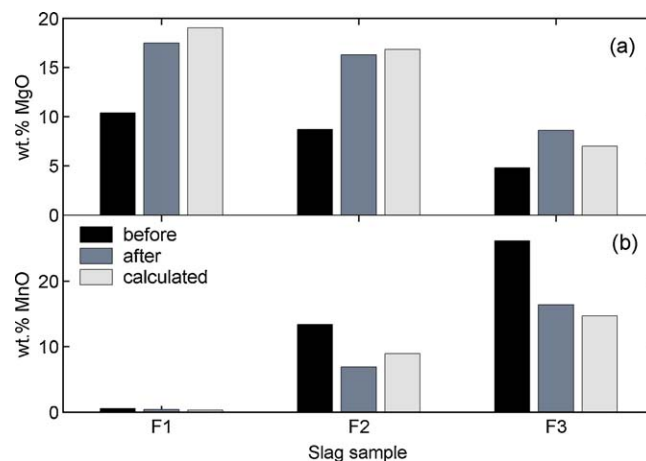 20
(a)
15
wt.% MgO
10
5
0
before
(b)
after
20
calculated
wt.% MnO
10
0
F1 F2 F3
Slag sample